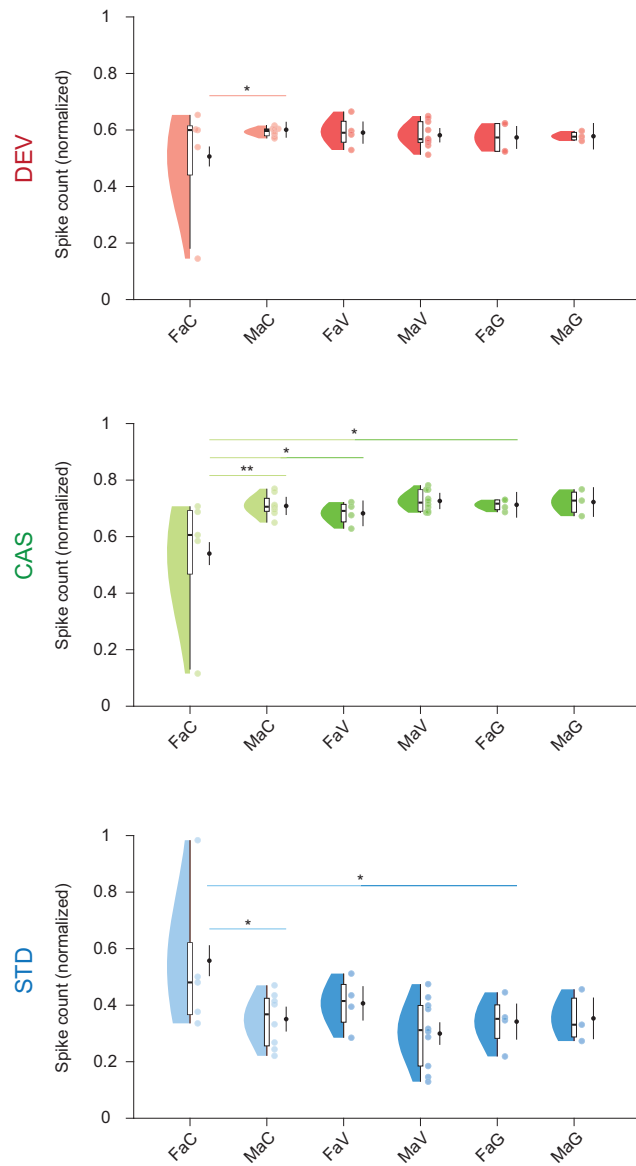 DEV
Spike count (normalized)
1
0.8
0.6
0.4
0.2
0
*
FaC
MaC
FaV
MaV
FaG
MaG
CAS
Spike count (normalized)
1
0.8
0.6
0.4
0.2
0
*
*
**
FaC
MaC
FaV
MaV
FaG
MaG
STD
Spike count (normalized)
1
0.8
0.6
0.4
0.2
0
*
*
FaC
MaC
FaV
MaV
FaG
MaG